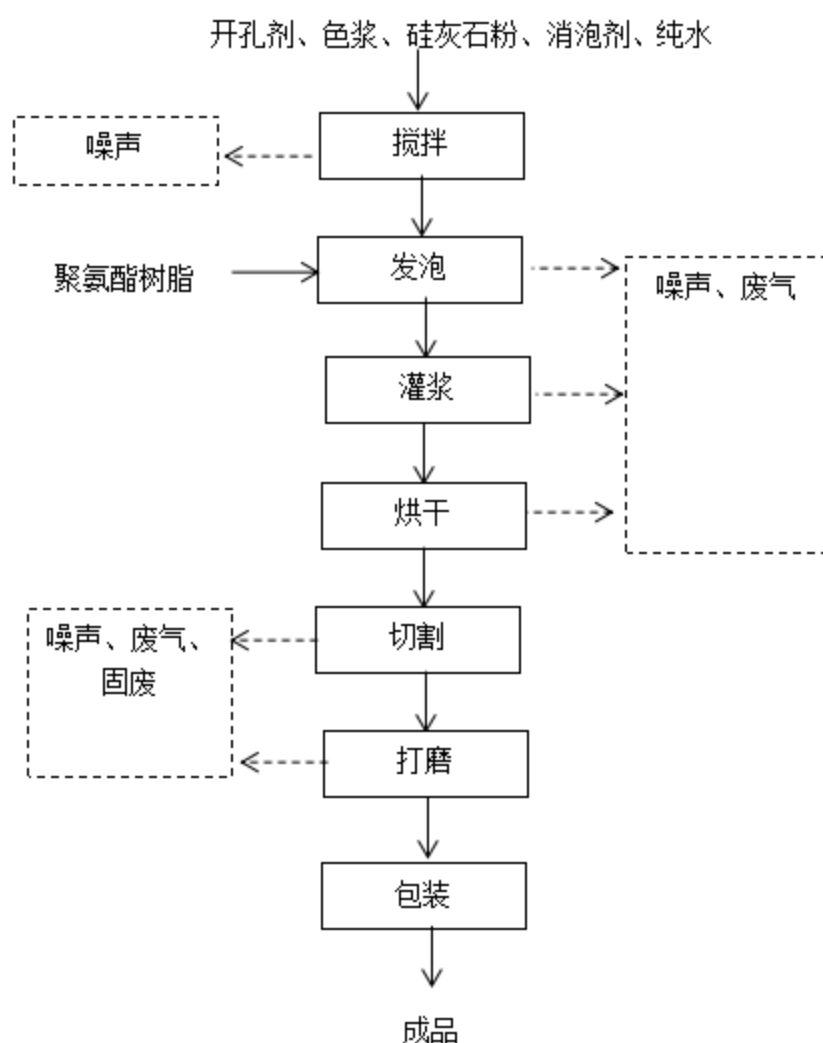 开孔剂、色浆、硅灰石粉、消泡剂、纯水
搅拌
噪声
发泡
聚氨酯树脂
噪声、废气
灌浆
烘干
切割
噪声、废气、
固废
打磨
包装
成品